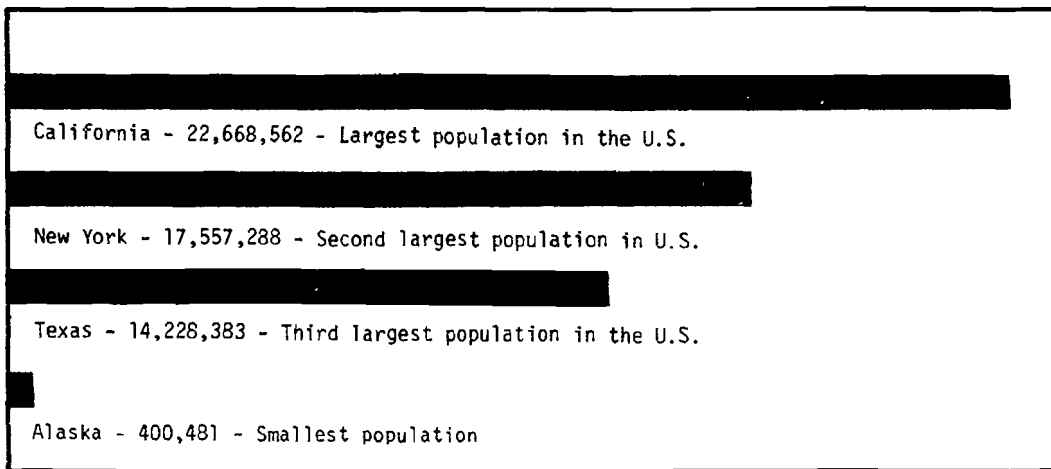 California - 22,668,562 - Largest population in the U.S.
New York - 17,557,288 - Second largest population in U.S.
Texas - 14,228,383 - Third largest population in the U.S.
Alaska - 400,481 - Smallest population